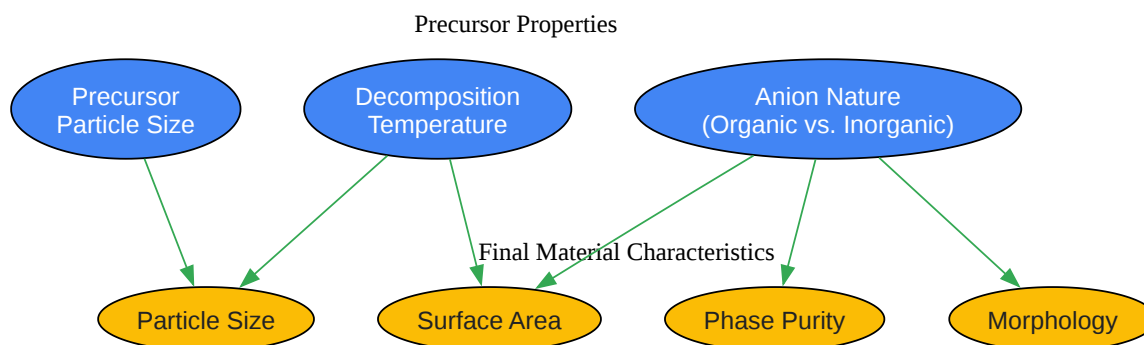 Precursor Properties
Precursor
Particle Size
Decomposition
Temperature
Anion Nature
(Organic vs. Inorganic)
Final Material Characteristics
Particle Size
Surface Area
Phase Purity
Morphology